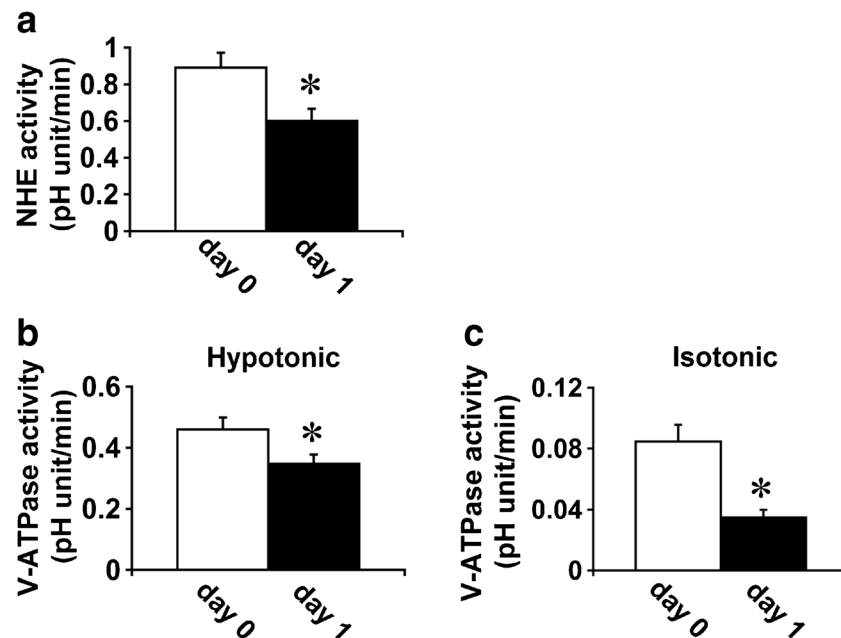 a
NHE activity
(pH unit/min)
1
0.8
0.6
0.4
0.2
0
*
day 0
day 1
b
Hypotonic
V-ATPase activity
(pH unit/min)
0.6
0.4
0.2
0
*
day 0
day 1
c
Isotonic
V-ATPase activity
(pH unit/min)
0.12
0.08
0.04
0
*
day 0
day 1